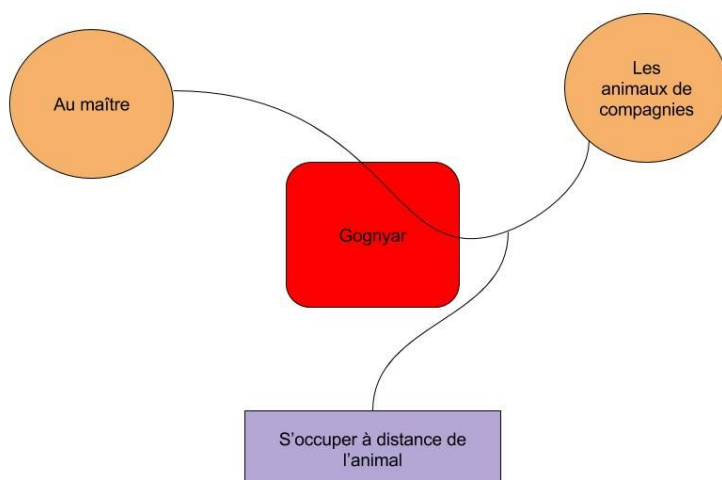 Au maître
Les
animaux de
compagnies
Gognyar
S'occuper à distance de
l'animal